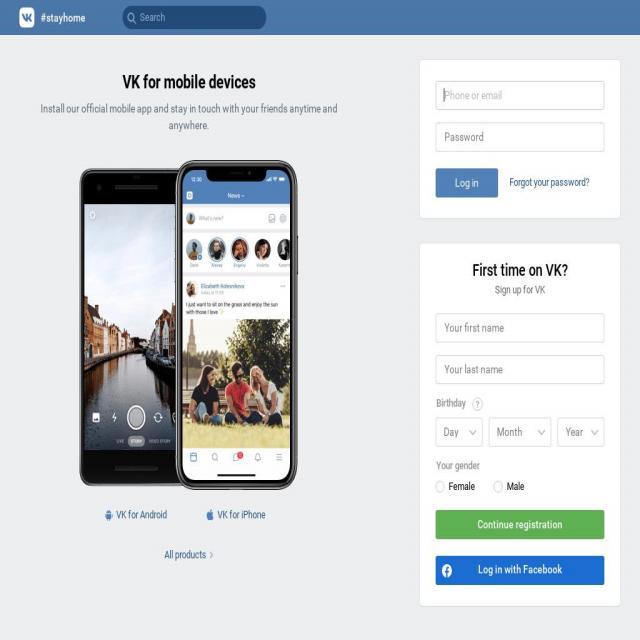 #stayhome
Search
VK for mobile devices
Install our official mobile app and stay in touch with your friends anytime and
anywhere.
12:30
News
What's new?
Elizabeth Kolesnikova
I just want to sit on the grass and enjoy the sun
with those I love
LIVE STORY VIDEO STORY
VK for Android
VK for iPhone
All products
Phone or email
Password
Log in
Forgot your password?
First time on VK?
Sign up for VK
Your first name
Your last name
Birthday ?
Day Month Year
Your gender
Female Male
Continue registration
Log in with Facebook